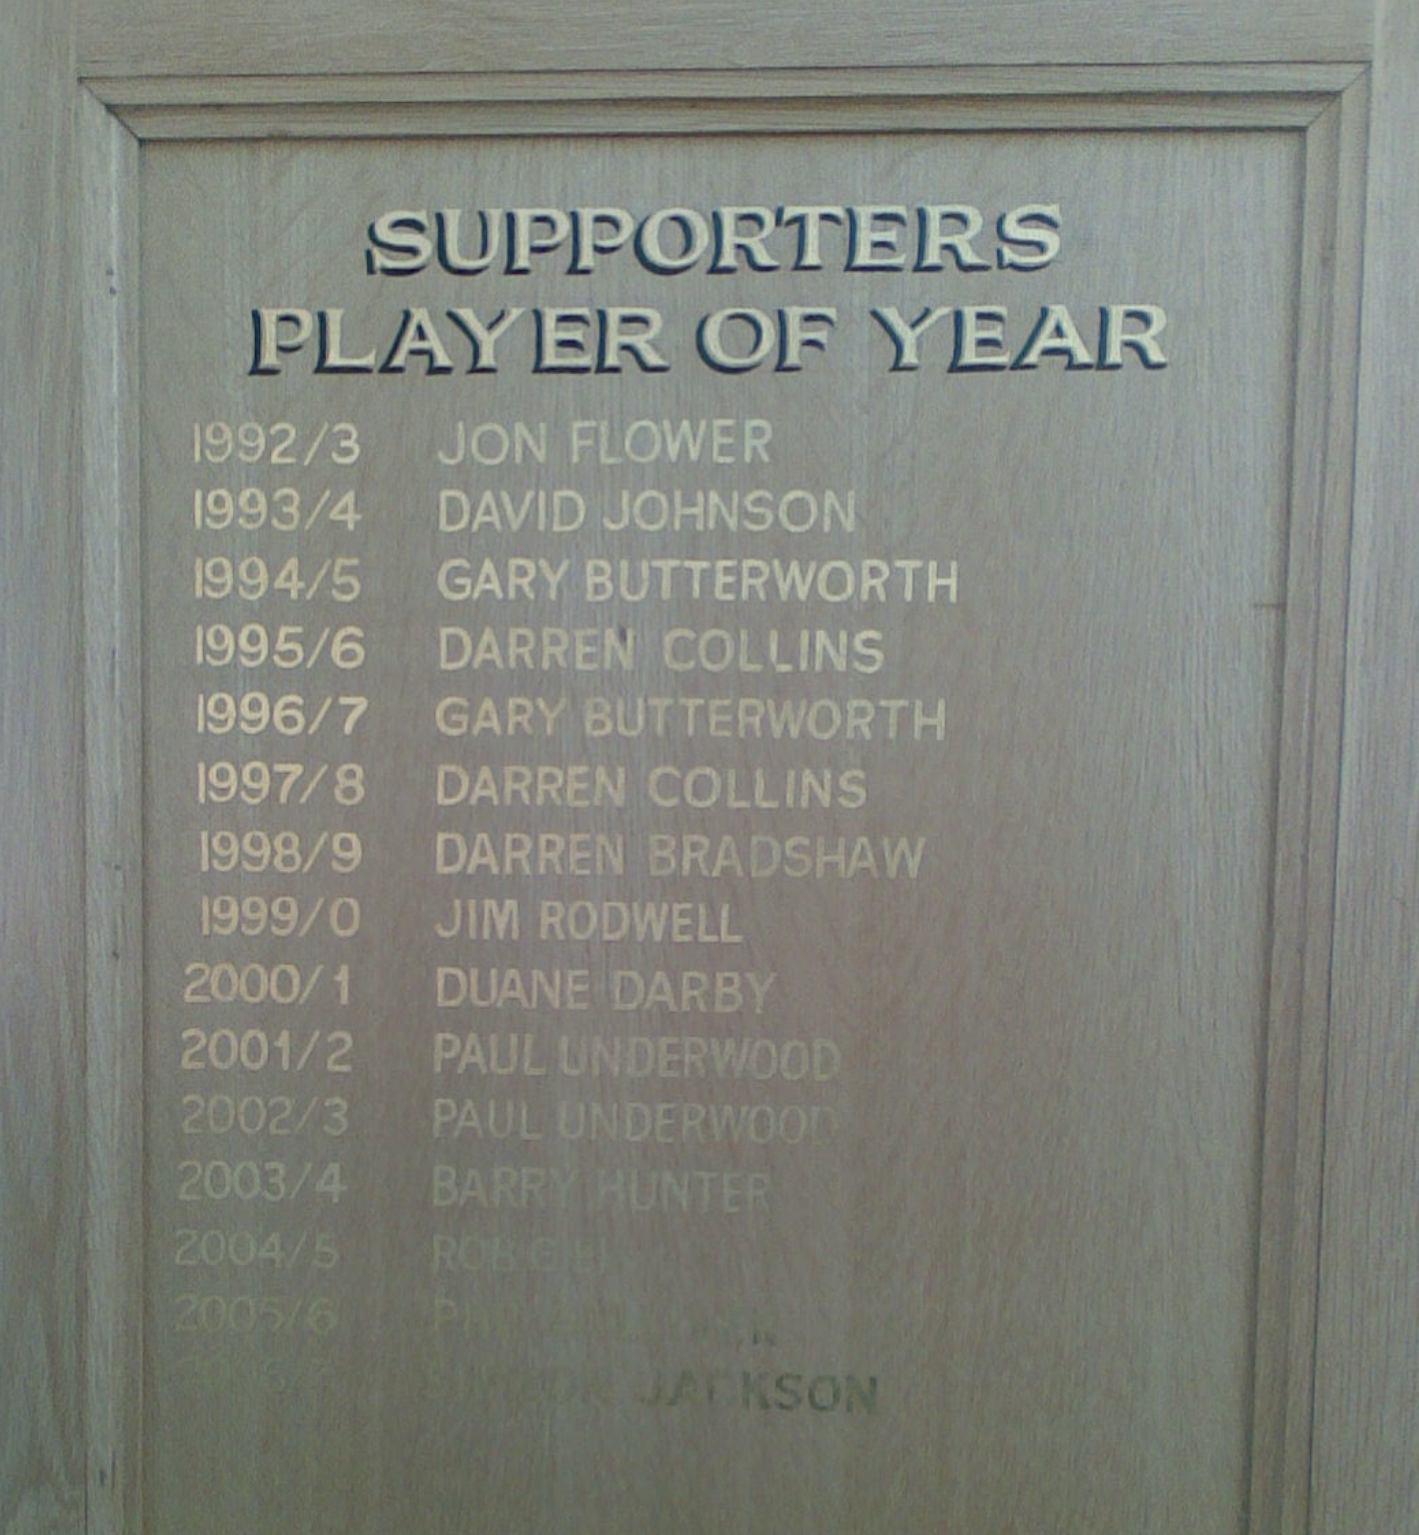 SUPPORTERS
PLAYER OF YEAR
1992/3 JON FLOWER
1993/4 DAVID JOHNSON
1994/5 GARY BUTTERWORTH
1995/6 DARREN COLLINS
1996/7 GARY BUTTERWORTH
1997/8 DARREN COLLINS
1998/9 DARREN BRADSHAW
1999/0 JIM RODWELL
2000/1 DUANE DARBY
2001/2 PAUL UNDERWOOD
2002/3 PAUL UNDERWOOD
2003/4 BARRY HUNTER
2004/5 ROB
2005/6
JACKSON